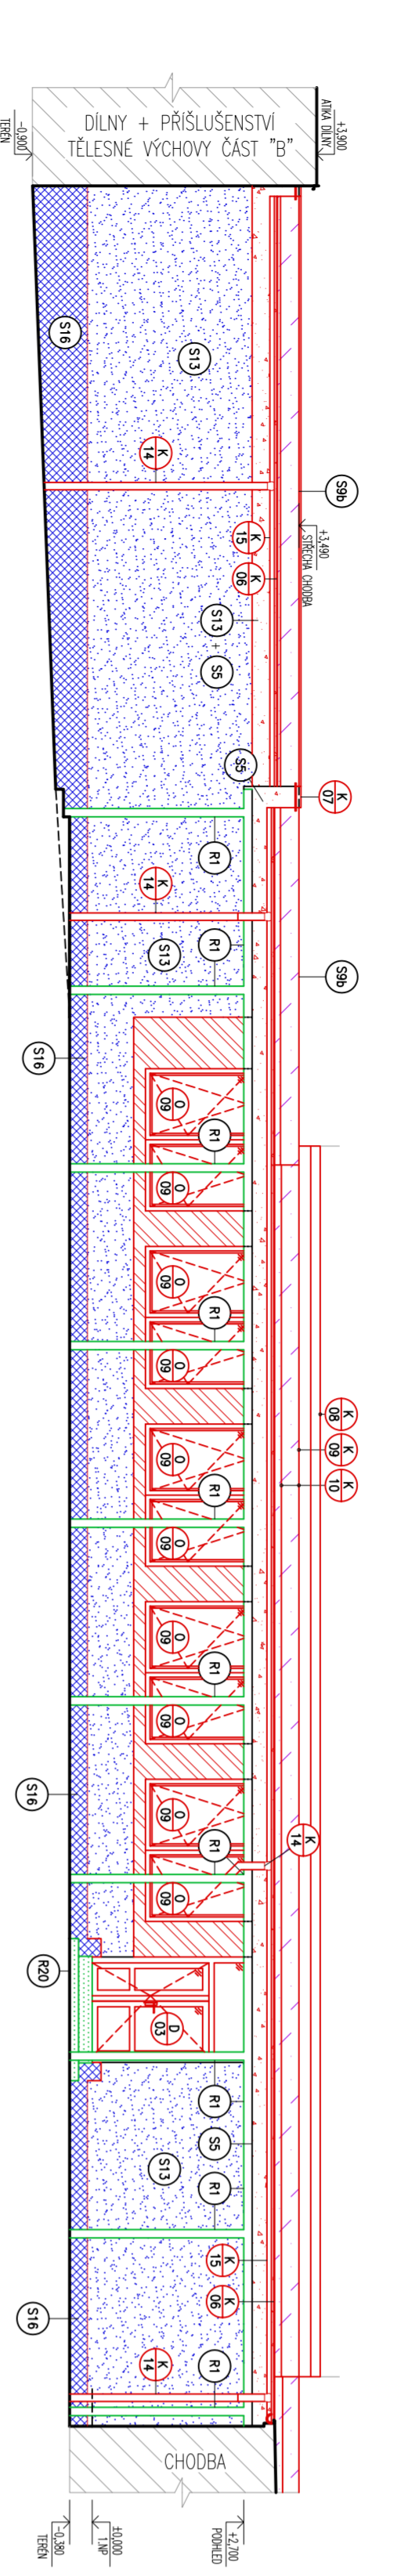 +3,900
ATIKA DÍLNY
DÍLNY + PŘÍSLUŠENSTVÍ
TĚLESNÉ VÝCHOVY ČÁST "B"
-0,900
TERÉN
S16
S13
K
14
S9b
+3,490
STŘECHA CHODBA
K
15
K
06
S13
+
S5
S5
K
07
R1
K
14
R1
S13
S9b
S16
O
09
R1
O
09
O
09
R1
O
09
K
08
K
09
K
10
O
09
R1
O
09
O
09
R1
O
09
S16
O
09
R1
K
14
O
09
R20
D
03
R1
S5
R1
S13
K
15
K
06
S16
R1
K
14
CHODBA
+2,700
PODHLED
±0,000
1.NP
-0,380
TERÉN